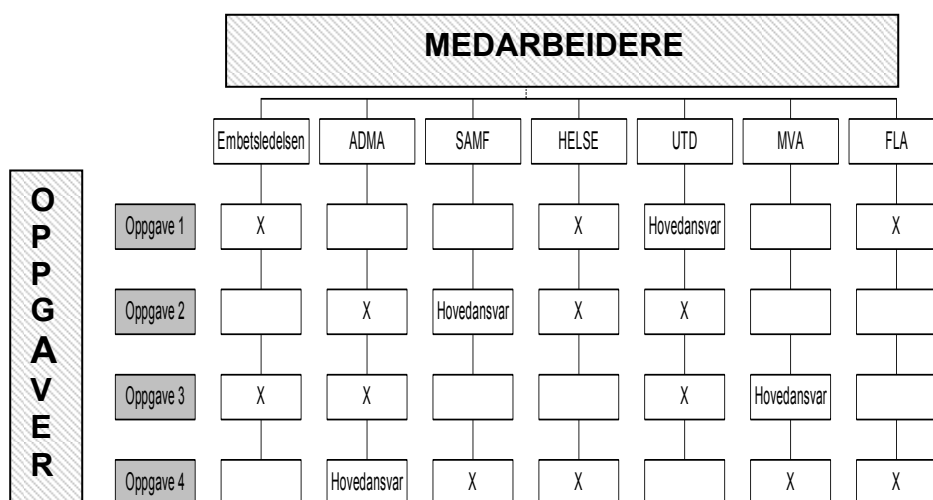 MEDARBEIDERE
Embetsledelsen ADMA SAMF HELSE UTD MVA FLA
OPPGAVER
Oppgave 1 X X Hovedansvar X
Oppgave 2 X Hovedansvar X X
Oppgave 3 X X X Hovedansvar
Oppgave 4 Hovedansvar X X X X